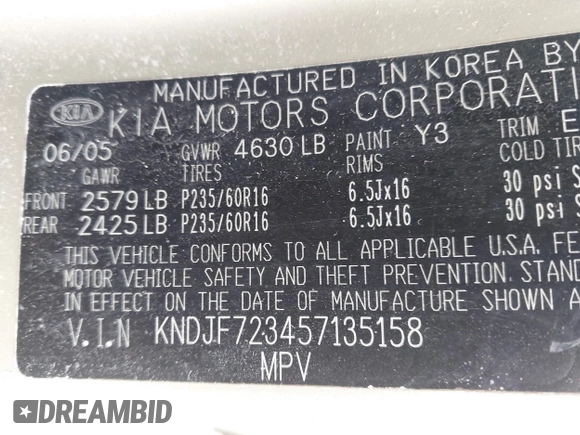 MANUFACTURED IN KOREA BY
KIA KIA MOTORS CORPORATI
06/05 GVWR 4630 LB PAINT Y3 TRIM E
GAWR TIRES RIMS COLD TI
FRONT 2579 LB P235/60R16 6.5Jx16 30 psi S
REAR 2425 LB P235/60R16 6.5Jx16 30 psi S
THIS VEHICLE CONFORMS TO ALL APPLICABLE U.S.A. FE
MOTOR VEHICLE SAFETY AND THEFT PREVENTION STAND
IN EFFECT ON THE DATE OF MANUFACTURE SHOWN A
V.I.N KNDJF723457135158
MPV
DREAMBID